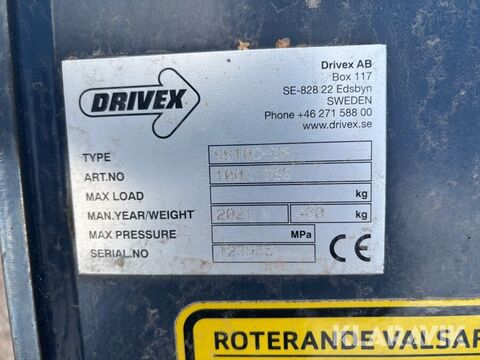 DRIVEX
Drivex AB
Box 117
SE-828 22 Edsbyn
SWEDEN
Phone +46 271 588 00
www.drivex.se
TYPE
ART.NO
MAX LOAD kg
MAN.YEAR/WEIGHT 2021 kg
MAX PRESSURE MPa
SERIAL.NO
CE
ROTERANDE VALSAR
KLARAVIK